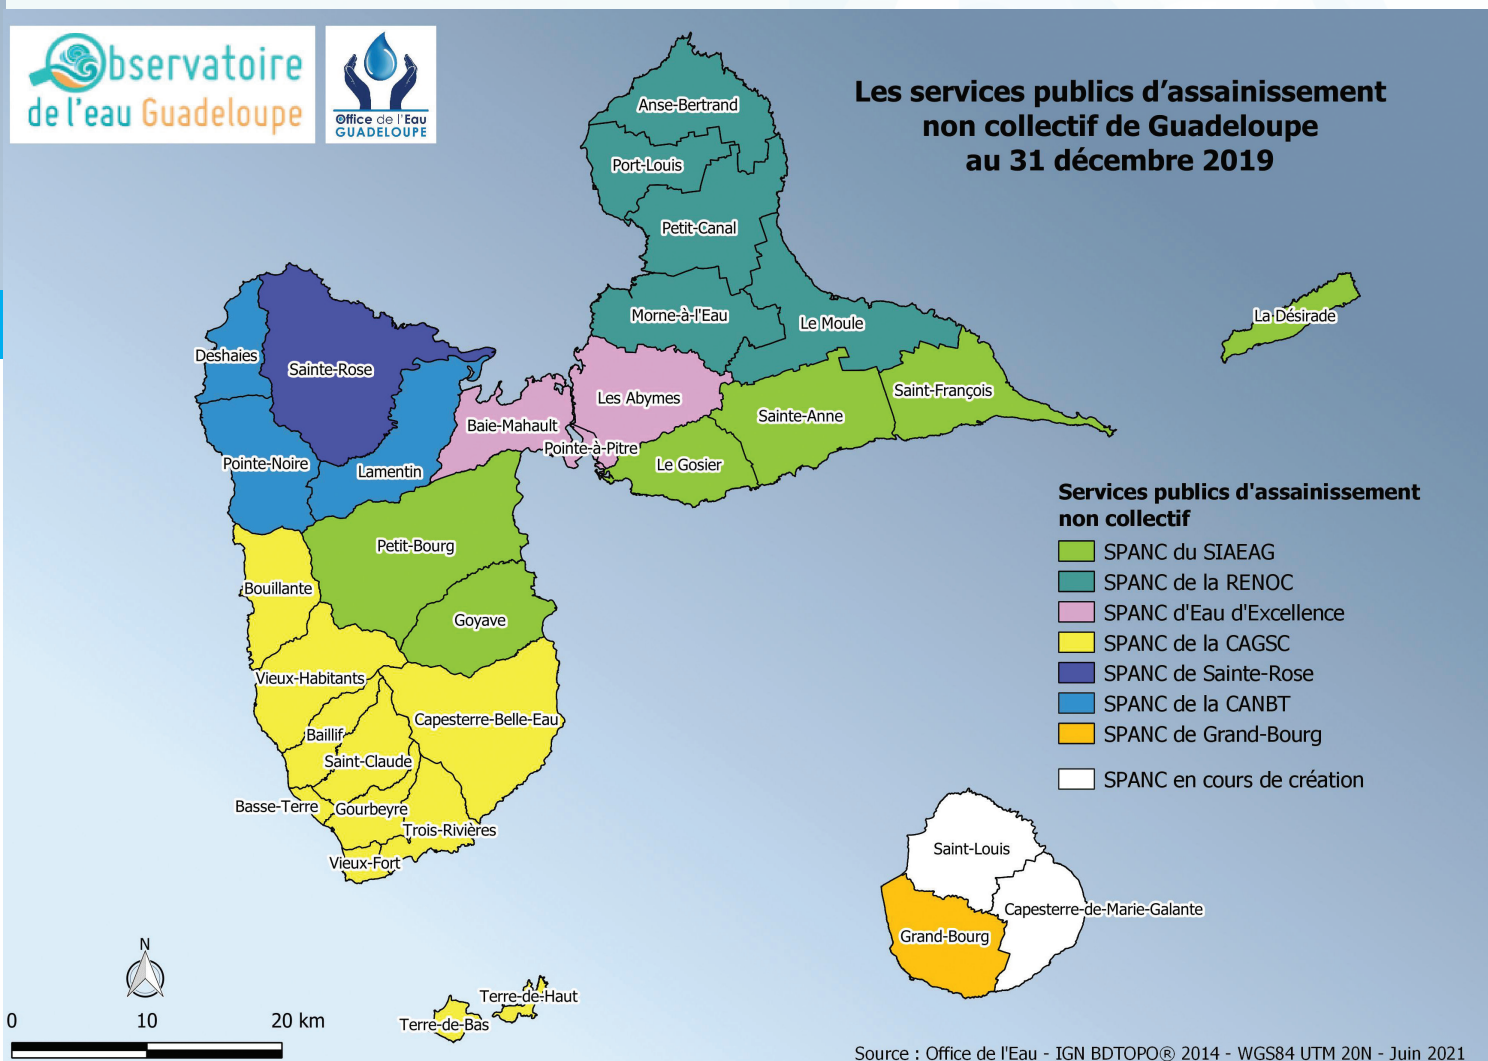 Observatoire
de l'eau Guadeloupe
Office de l'Eau
GUADELOUPE
Les services publics d'assainissement
non collectif de Guadeloupe
au 31 décembre 2019
Anse-Bertrand
Port-Louis
Petit-Canal
Morne-à-l'Eau
Le Moule
La Désirade
Deshaies
Sainte-Rose
Saint-François
Les Abymes
Sainte-Anne
Baie-Mahault
Pointe-à-Pitre
Pointe-Noire
Lamentin
Le Gosier
Services publics d'assainissement
non collectif
SPANC du SIAEAG
SPANC de la RENOC
SPANC d'Eau d'Excellence
SPANC de la CAGSC
SPANC de Sainte-Rose
SPANC de la CANBT
SPANC de Grand-Bourg
SPANC en cours de création
Petit-Bourg
Bouillante
Goyave
Vieux-Habitants
Capesterre-Belle-Eau
Baillif
Saint-Claude
Basse-Terre
Gourbeyre
Trois-Rivières
Vieux-Fort
Saint-Louis
Capesterre-de-Marie-Galante
Grand-Bourg
N
Terre-de-Haut
Terre-de-Bas
0 10 20 km
Source : Office de l'Eau - IGN BDTOPO® 2014 - WGS84 UTM 20N - Juin 2021